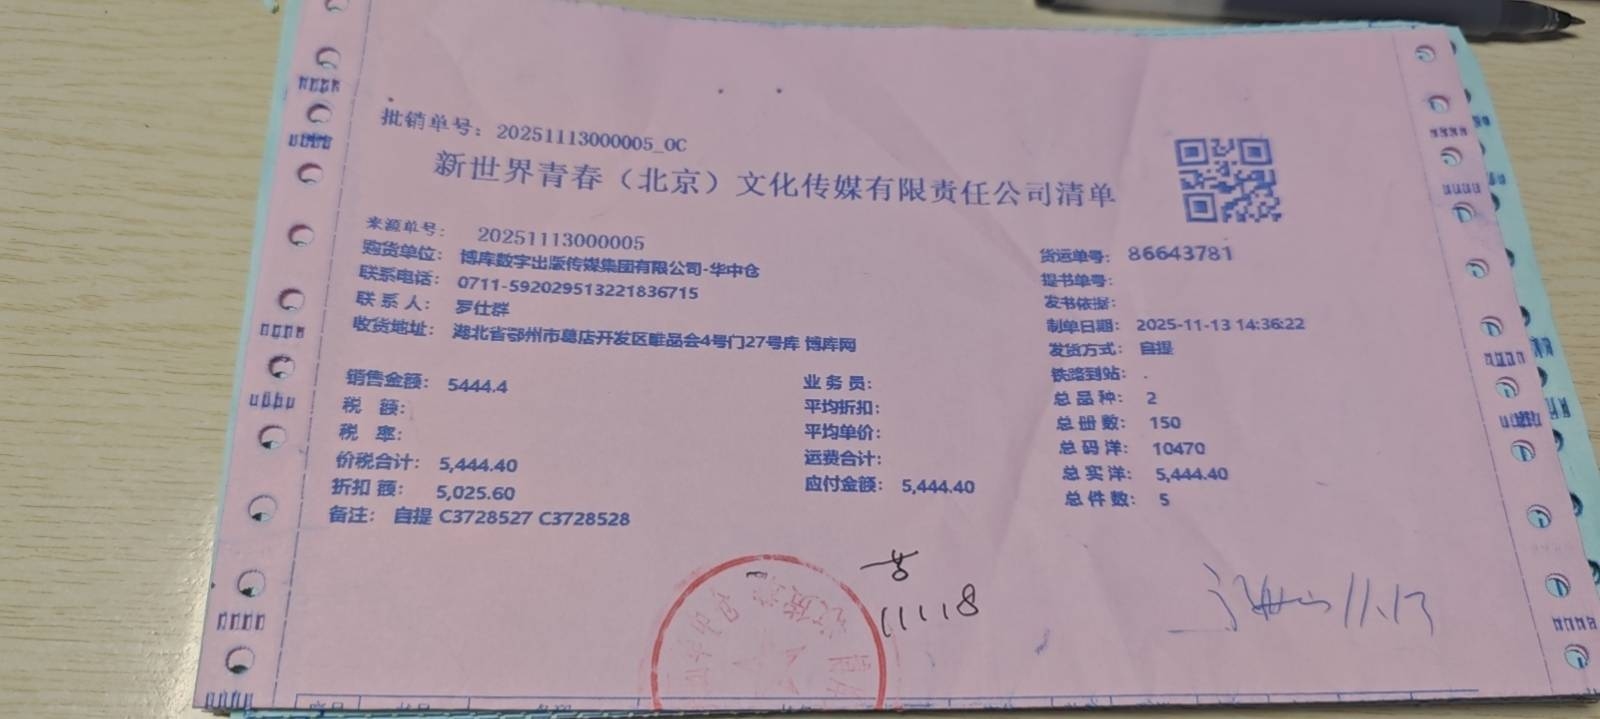 批销单号：20251113000005_OC
新世界青春（北京）文化传媒有限责任公司清单
来源单号： 20251113000005
购货单位： 博库数字出版传媒集团有限公司-华中仓
货运单号： 86643781
联系电话： 0711-592029513221836715
提书单号：
联 系 人： 罗仕群
发书依据：
收货地址： 湖北省鄂州市葛店开发区唯品会4号门27号库 博库网
制单日期： 2025-11-13 14:36:22
发货方式： 自提
销售金额： 5444.4
业 务 员：
铁路到站： .
税 额：
平均折扣：
总 品 种： 2
税 率：
平均单价：
总 册 数： 150
价税合计： 5,444.40
运费合计：
总 码 洋： 10470
折扣 额： 5,025.60
应付金额： 5,444.40
总 实 洋： 5,444.40
总 件 数： 5
备注： 自提 C3728527 C3728528
11.18
11.13